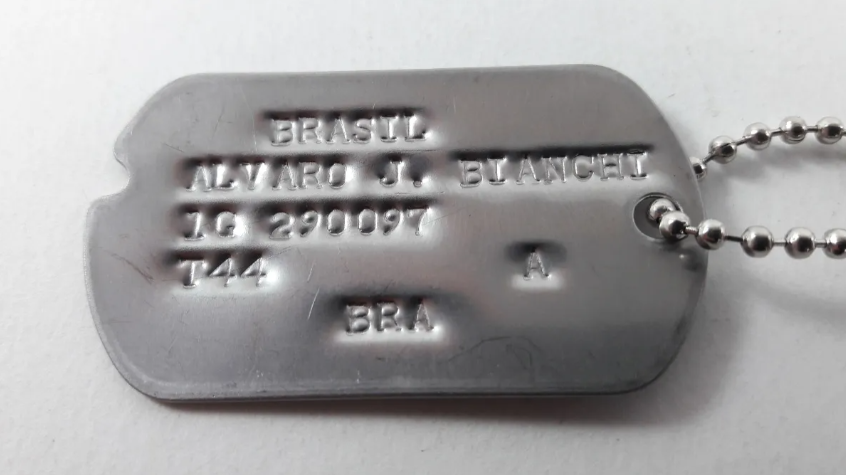 BRASIL
ALVARO J. BIANCHI
1G 290097
T44 A
BRA